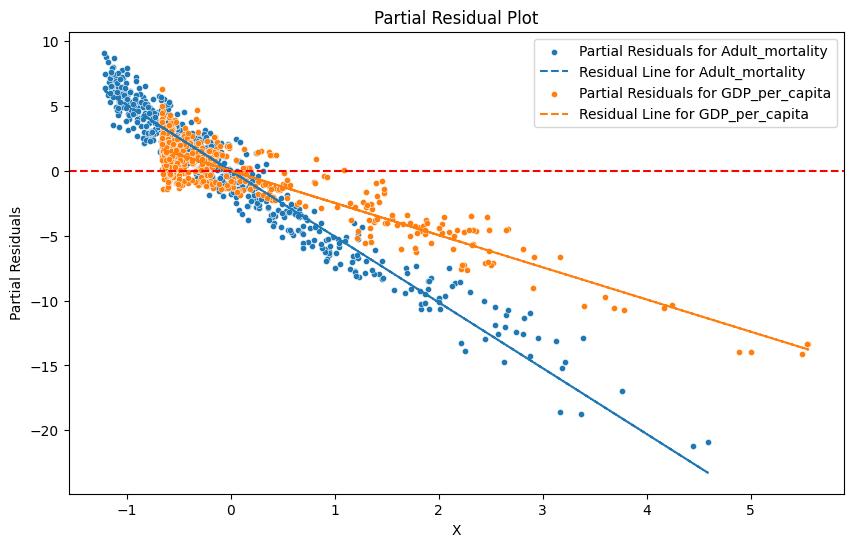 Partial Residual Plot
Partial Residuals for Adult_mortality
Residual Line for Adult_mortality
Partial Residuals for GDP_per_capita
Residual Line for GDP_per_capita
Partial Residuals
10
5
0
−5
−10
−15
−20
−1 0 1 2 3 4 5
X